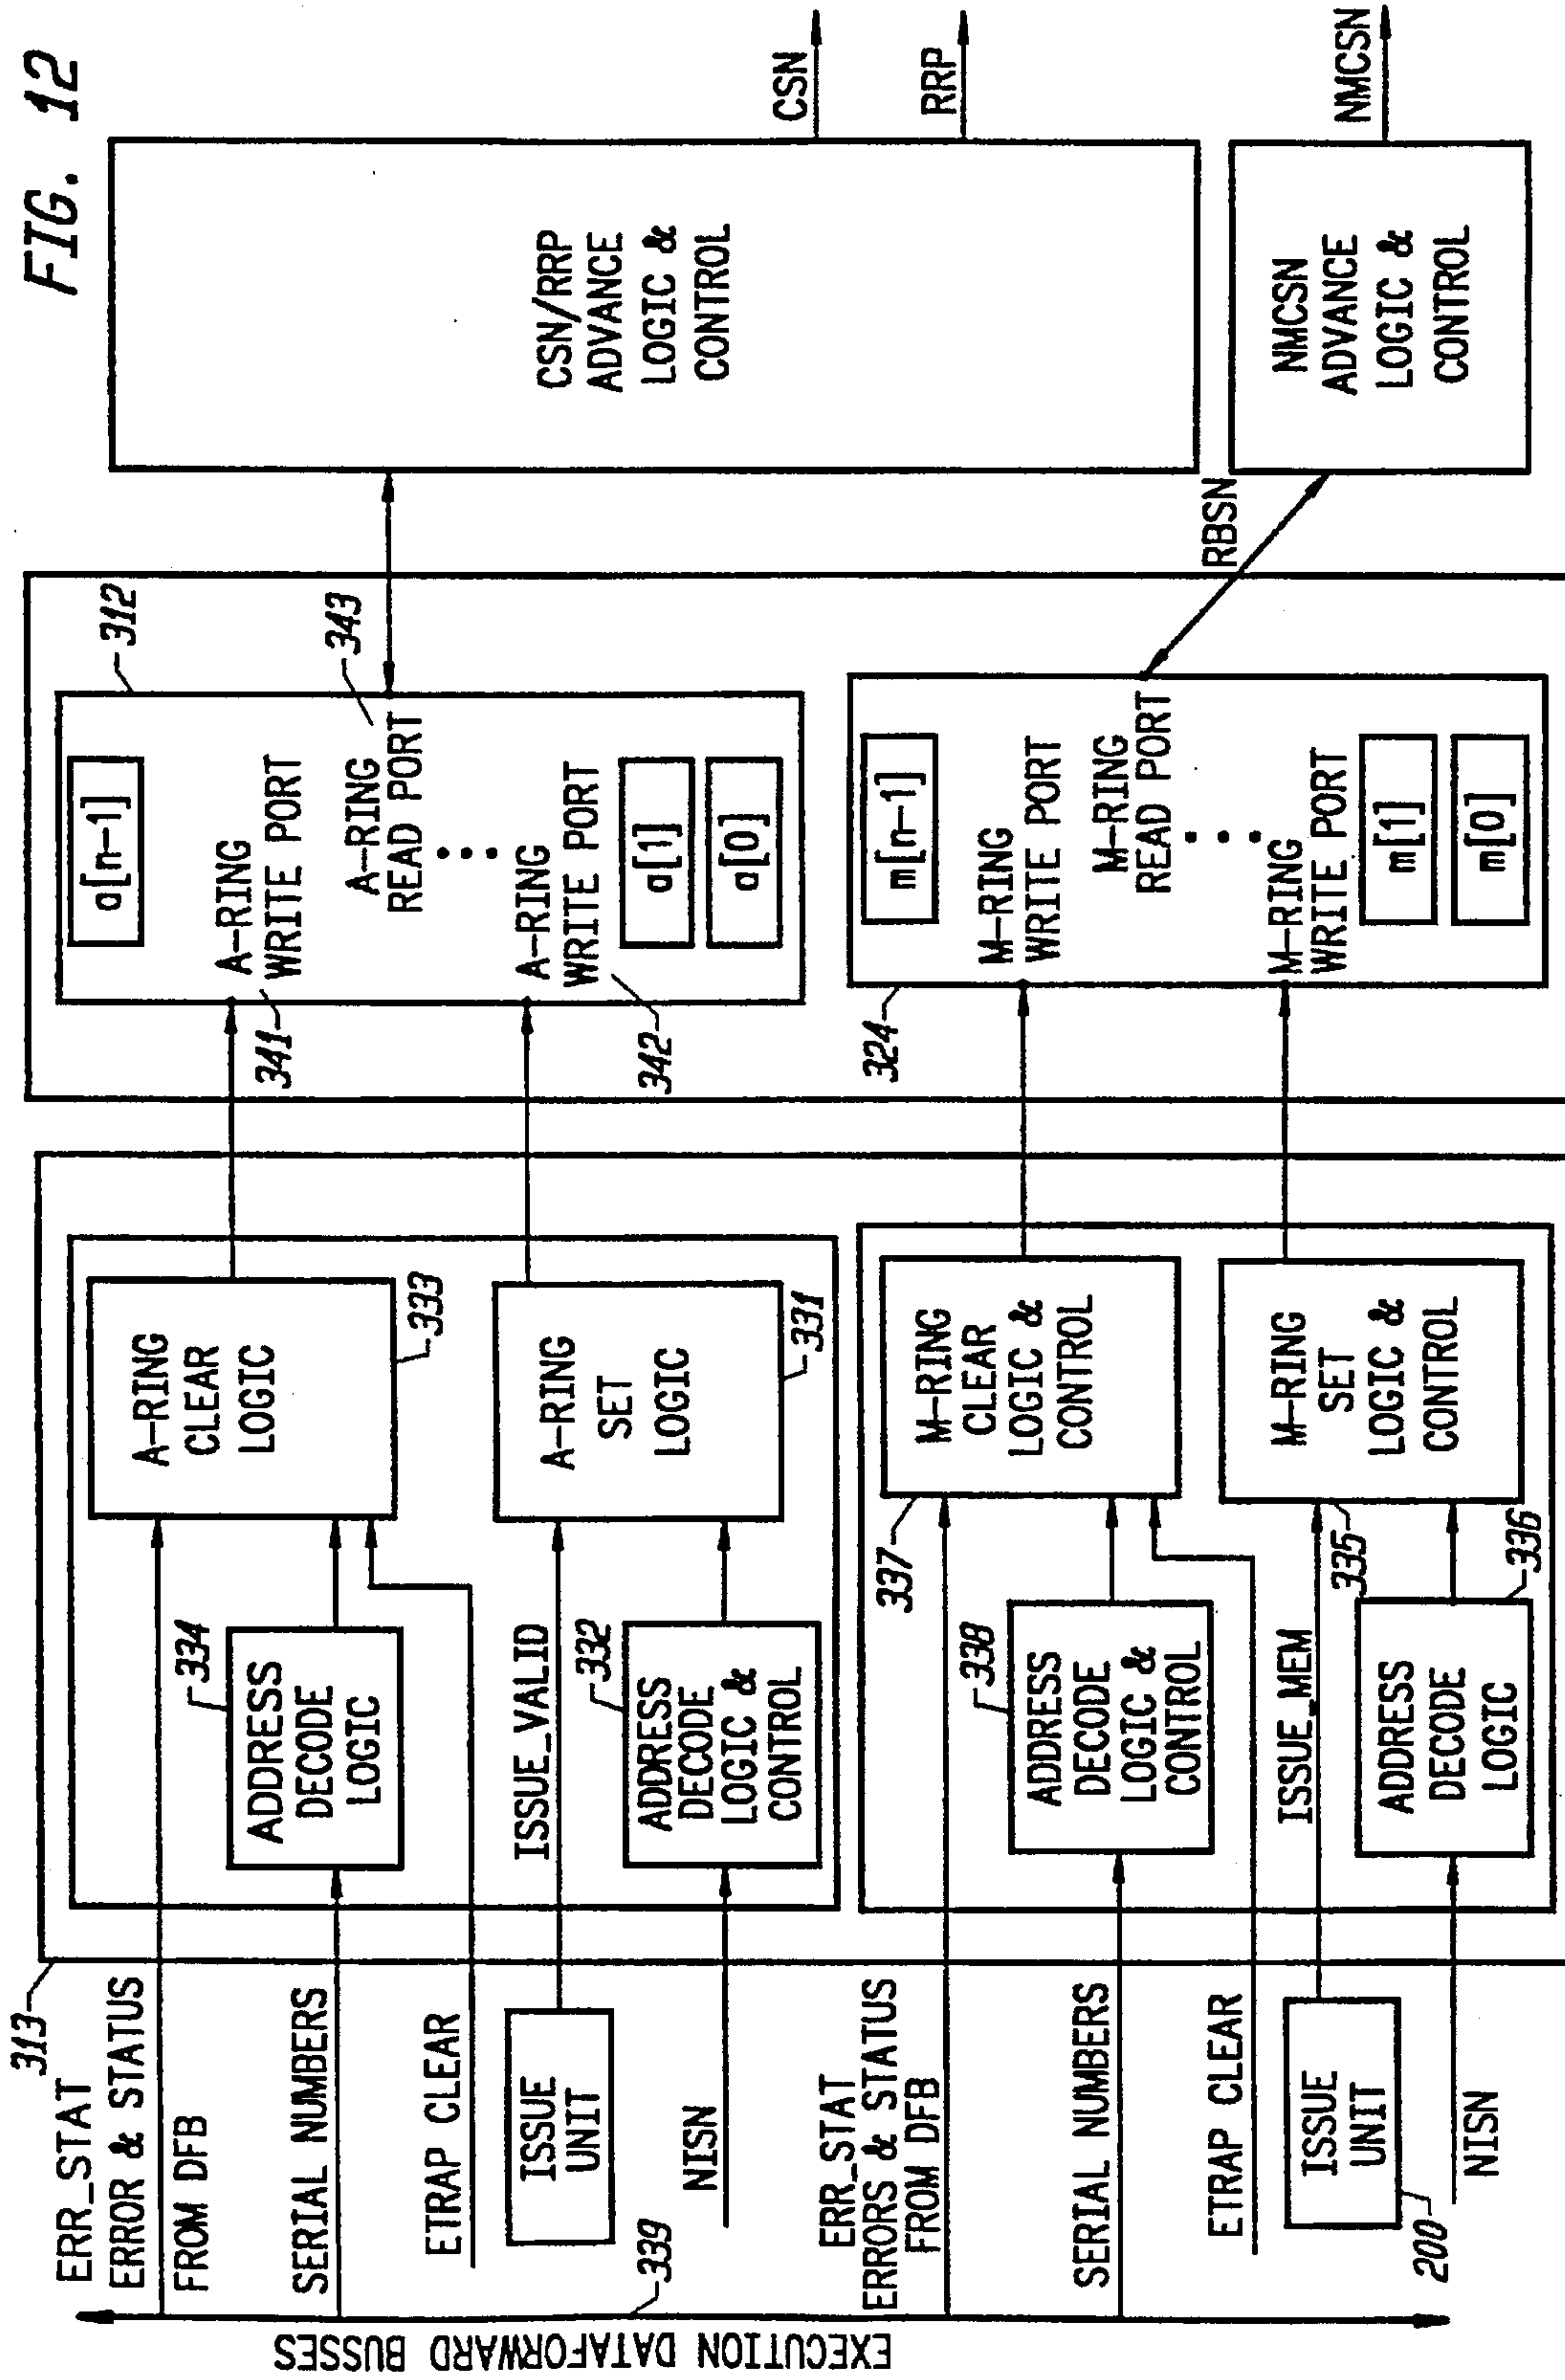 FIG. 12
313
ERR_STAT
ERROR & STATUS
FROM DFB
SERIAL NUMBERS
ETRAP CLEAR
ISSUE
UNIT
NISN
339
EXECUTION DATAFORWARD BUSSES
334
ADDRESS
DECODE
LOGIC
ISSUE_VALID
332
ADDRESS
DECODE
LOGIC &
CONTROL
A-RING
CLEAR
LOGIC
333
A-RING
SET
LOGIC
331
312
a[n-1]
A-RING
WRITE PORT
341
A-RING
READ PORT
343
A-RING
WRITE PORT
342
a[1]
a[0]
CSN/RRP
ADVANCE
LOGIC &
CONTROL
CSN
RRP
ERR_STAT
ERRORS & STATUS
FROM DFB
SERIAL NUMBERS
ETRAP CLEAR
ISSUE
UNIT
200
NISN
338
ADDRESS
DECODE
LOGIC &
CONTROL
ISSUE_MEM
ADDRESS
DECODE
LOGIC
336
337
M-RING
CLEAR
LOGIC &
CONTROL
335
M-RING
SET
LOGIC &
CONTROL
324
m[n-1]
M-RING
WRITE PORT
M-RING
READ PORT
M-RING
WRITE PORT
m[1]
m[0]
RBSN
NMCSN
ADVANCE
LOGIC &
CONTROL
NMCSN